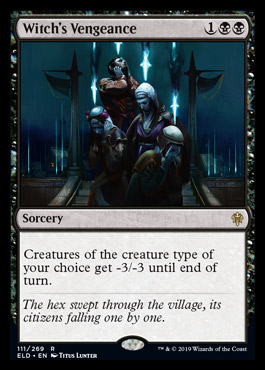 Witch's Vengeance 1
Sorcery
Creatures of the creature type of
your choice get -3/-3 until end of
turn.
The hex swept through the village, its
citizens falling one by one.
111/269 R
ELD • EN Titus Lunter
™ & © 2019 Wizards of the Coast